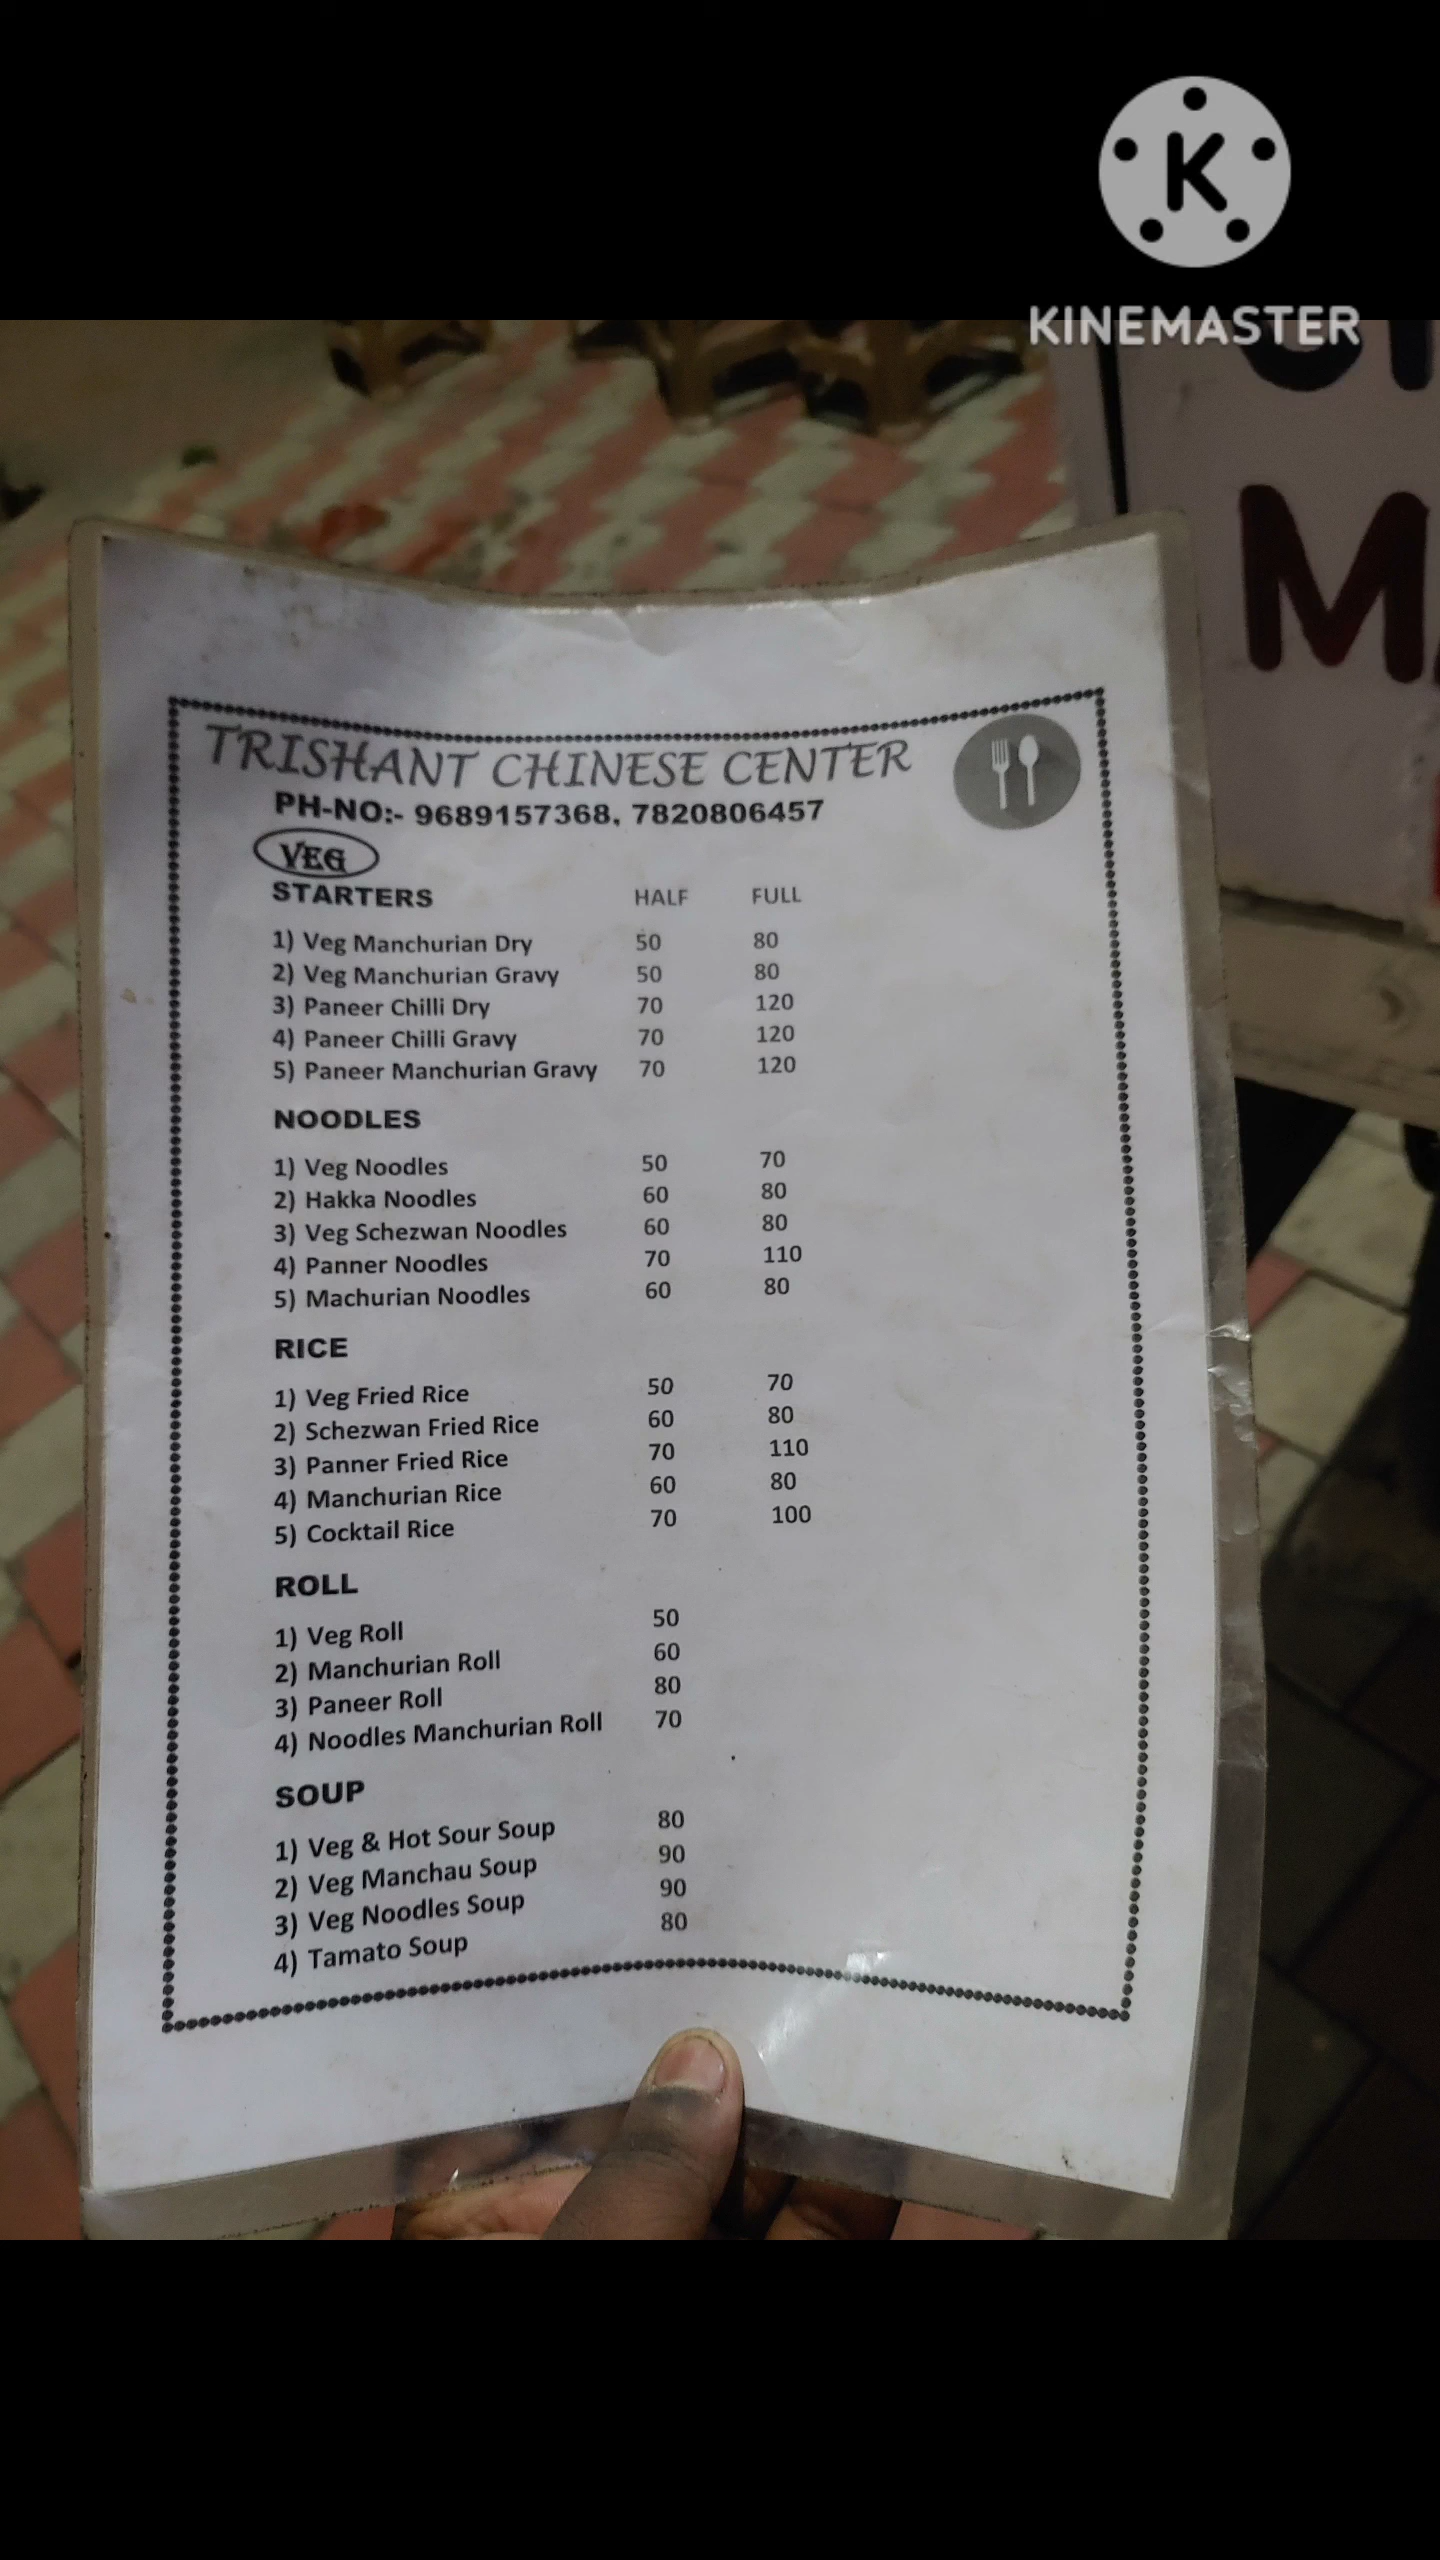 K
KINEMASTER
M
TRISHANT CHINESE CENTER
PH-NO:- 9689157368, 7820806457
VEG
STARTERS HALF FULL
1) Veg Manchurian Dry 50 80
2) Veg Manchurian Gravy 50 80
3) Paneer Chilli Dry 70 120
4) Paneer Chilli Gravy 70 120
5) Paneer Manchurian Gravy 70 120
NOODLES
1) Veg Noodles 50 70
2) Hakka Noodles 60 80
3) Veg Schezwan Noodles 60 80
4) Panner Noodles 70 110
5) Machurian Noodles 60 80
RICE
1) Veg Fried Rice 50 70
2) Schezwan Fried Rice 60 80
3) Panner Fried Rice 70 110
4) Manchurian Rice 60 80
5) Cocktail Rice 70 100
ROLL
1) Veg Roll 50
2) Manchurian Roll 60
3) Paneer Roll 80
4) Noodles Manchurian Roll 70
SOUP
1) Veg & Hot Sour Soup 80
2) Veg Manchau Soup 90
3) Veg Noodles Soup 90
4) Tamato Soup 80